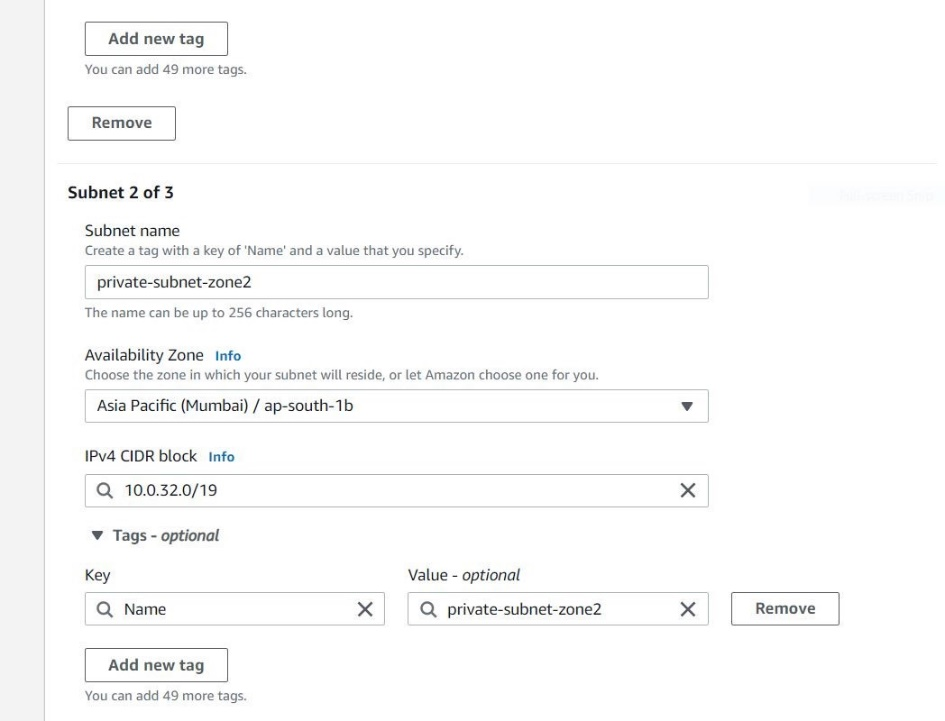 Add new tag
You can add 49 more tags.
Remove
Subnet 2 of 3
Subnet name
Create a tag with a key of 'Name' and a value that you specify.
private-subnet-zone2
The name can be up to 256 characters long.
Availability Zone Info
Choose the zone in which your subnet will reside, or let Amazon choose one for you.
Asia Pacific (Mumbai) / ap-south-1b
IPv4 CIDR block Info
10.0.32.0/19
Tags - optional
Key Value - optional
Name private-subnet-zone2 Remove
Add new tag
You can add 49 more tags.